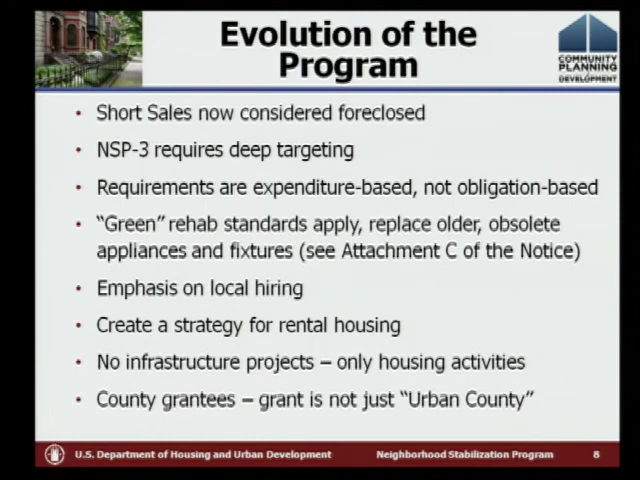 Evolution of the
Program
COMMUNITY
PLANNING
DEVELOPMENT
• Short Sales now considered foreclosed
• NSP-3 requires deep targeting
• Requirements are expenditure-based, not obligation-based
• “Green” rehab standards apply, replace older, obsolete
appliances and fixtures (see Attachment C of the Notice)
• Emphasis on local hiring
• Create a strategy for rental housing
• No infrastructure projects – only housing activities
• County grantees – grant is not just “Urban County”
U.S. Department of Housing and Urban Development Neighborhood Stabilization Program 8